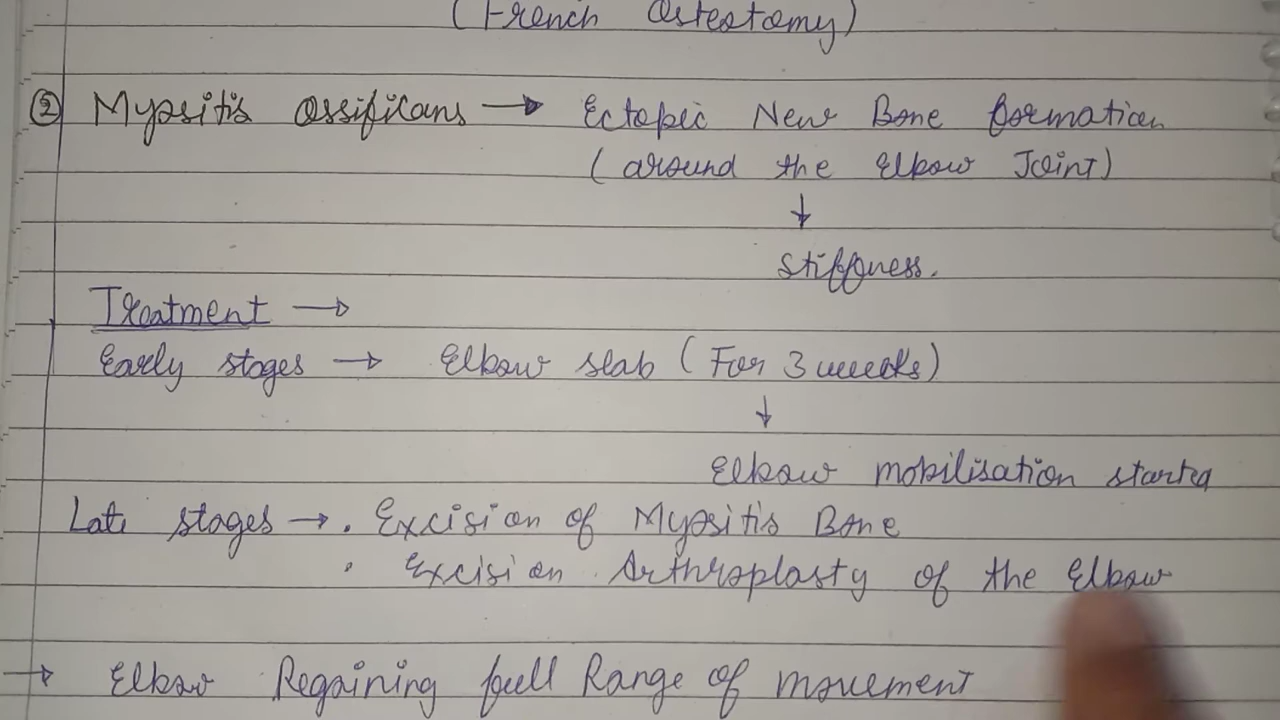 (French Osteotomy)
② Myositis Ossificans → Ectopic New Bone formation
(around the Elbow Joint)
↓
stiffness.
Treatment →
Early stages → Elbow slab (For 3 weeks)
↓
Elbow mobilisation started
Late stages → • Excision of Myositis Bone
• Excision Arthroplasty of the Elbow
→ Elbow Regaining full Range of movement